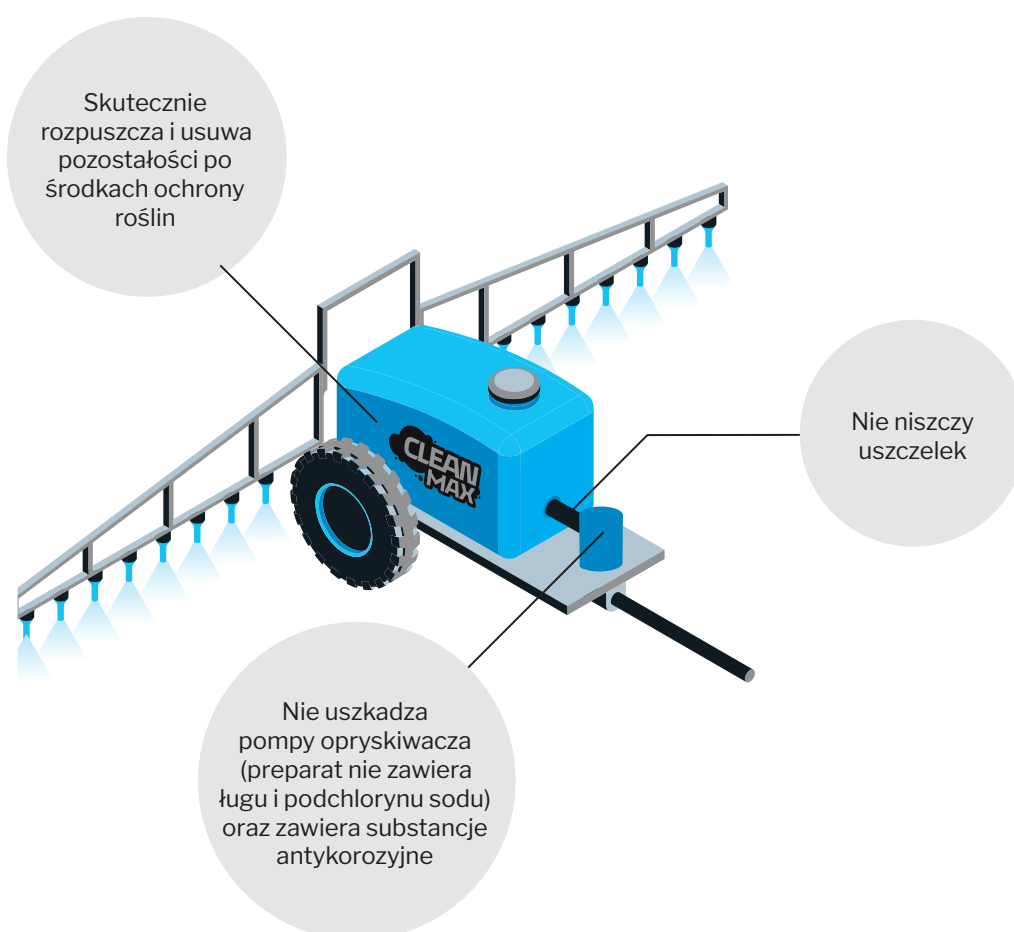 Skutecznie
rozpuszcza i usuwa
pozostałości po
środkach ochrony
roślin
CLEAN
MAX
Nie niszczy
uszczelek
Nie uszkadza
pompy opryskiwacza
(preparat nie zawiera
ługu i podchlorynu sodu)
oraz zawiera substancje
antykorozyjne